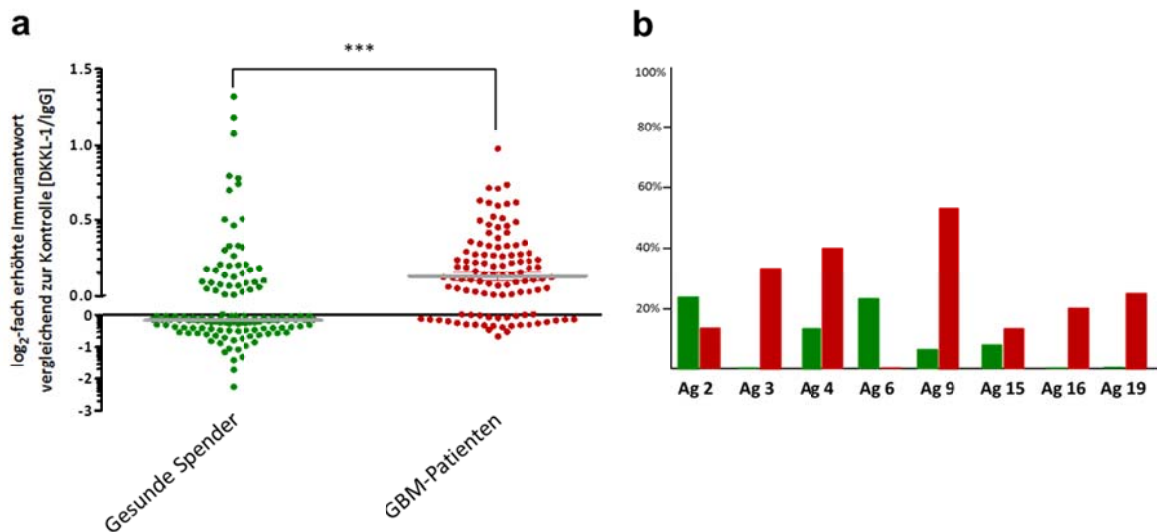 a
***
log2-fach erhöhte Immunantwort
vergleichend zur Kontrolle [DKKL-1/IgG]
1.5
1.0
0.5
0.0
0
-1
-2
-3
Gesunde Spender
GBM-Patienten
b
100%
80%
60%
40%
20%
Ag 2 Ag 3 Ag 4 Ag 6 Ag 9 Ag 15 Ag 16 Ag 19